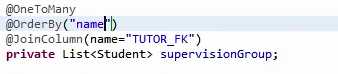 @OneToMany
@OrderBy("name")
@JoinColumn(name="TUTOR_FK")
private List<Student> supervisionGroup;